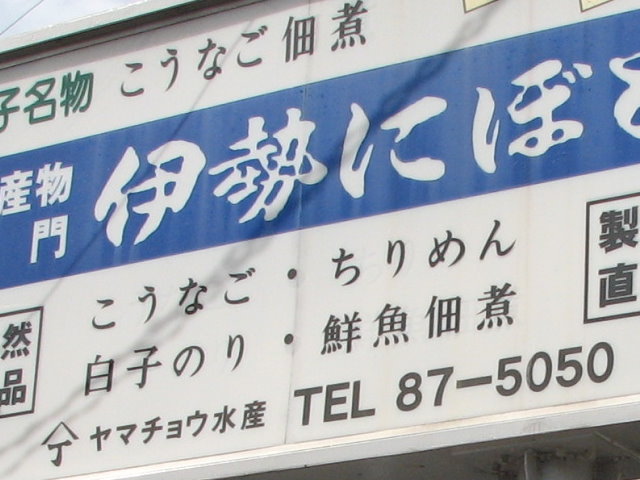 子名物 こうなご佃煮
産物門 伊勢にぼ
こうなご・ちりめん
白子のり・鮮魚佃煮
然品
製直
ヤマチョウ水産 TEL 87-5050